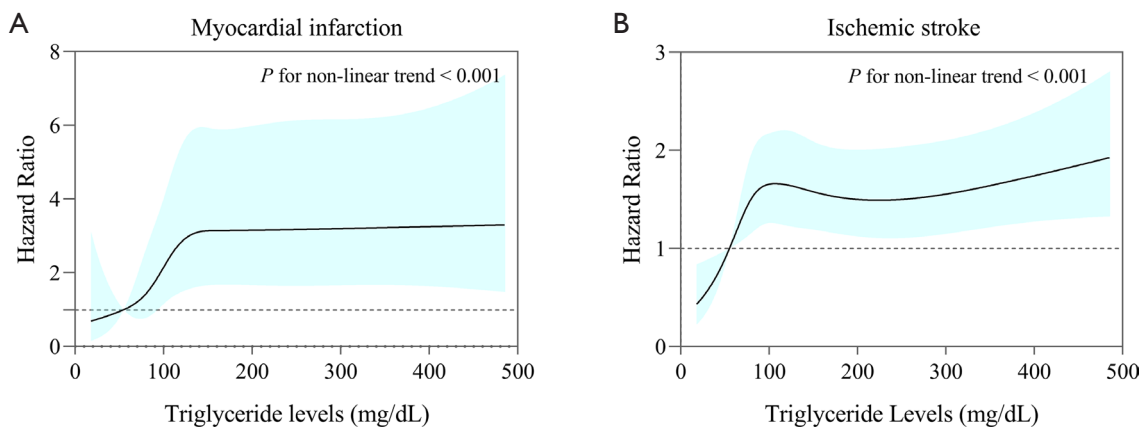 A
Myocardial infarction
P for non-linear trend < 0.001
Hazard Ratio
8
6
4
2
0
0 100 200 300 400 500
Triglyceride levels (mg/dL)
B
Ischemic stroke
P for non-linear trend < 0.001
Hazard Ratio
3
2
1
0
0 100 200 300 400 500
Triglyceride Levels (mg/dL)